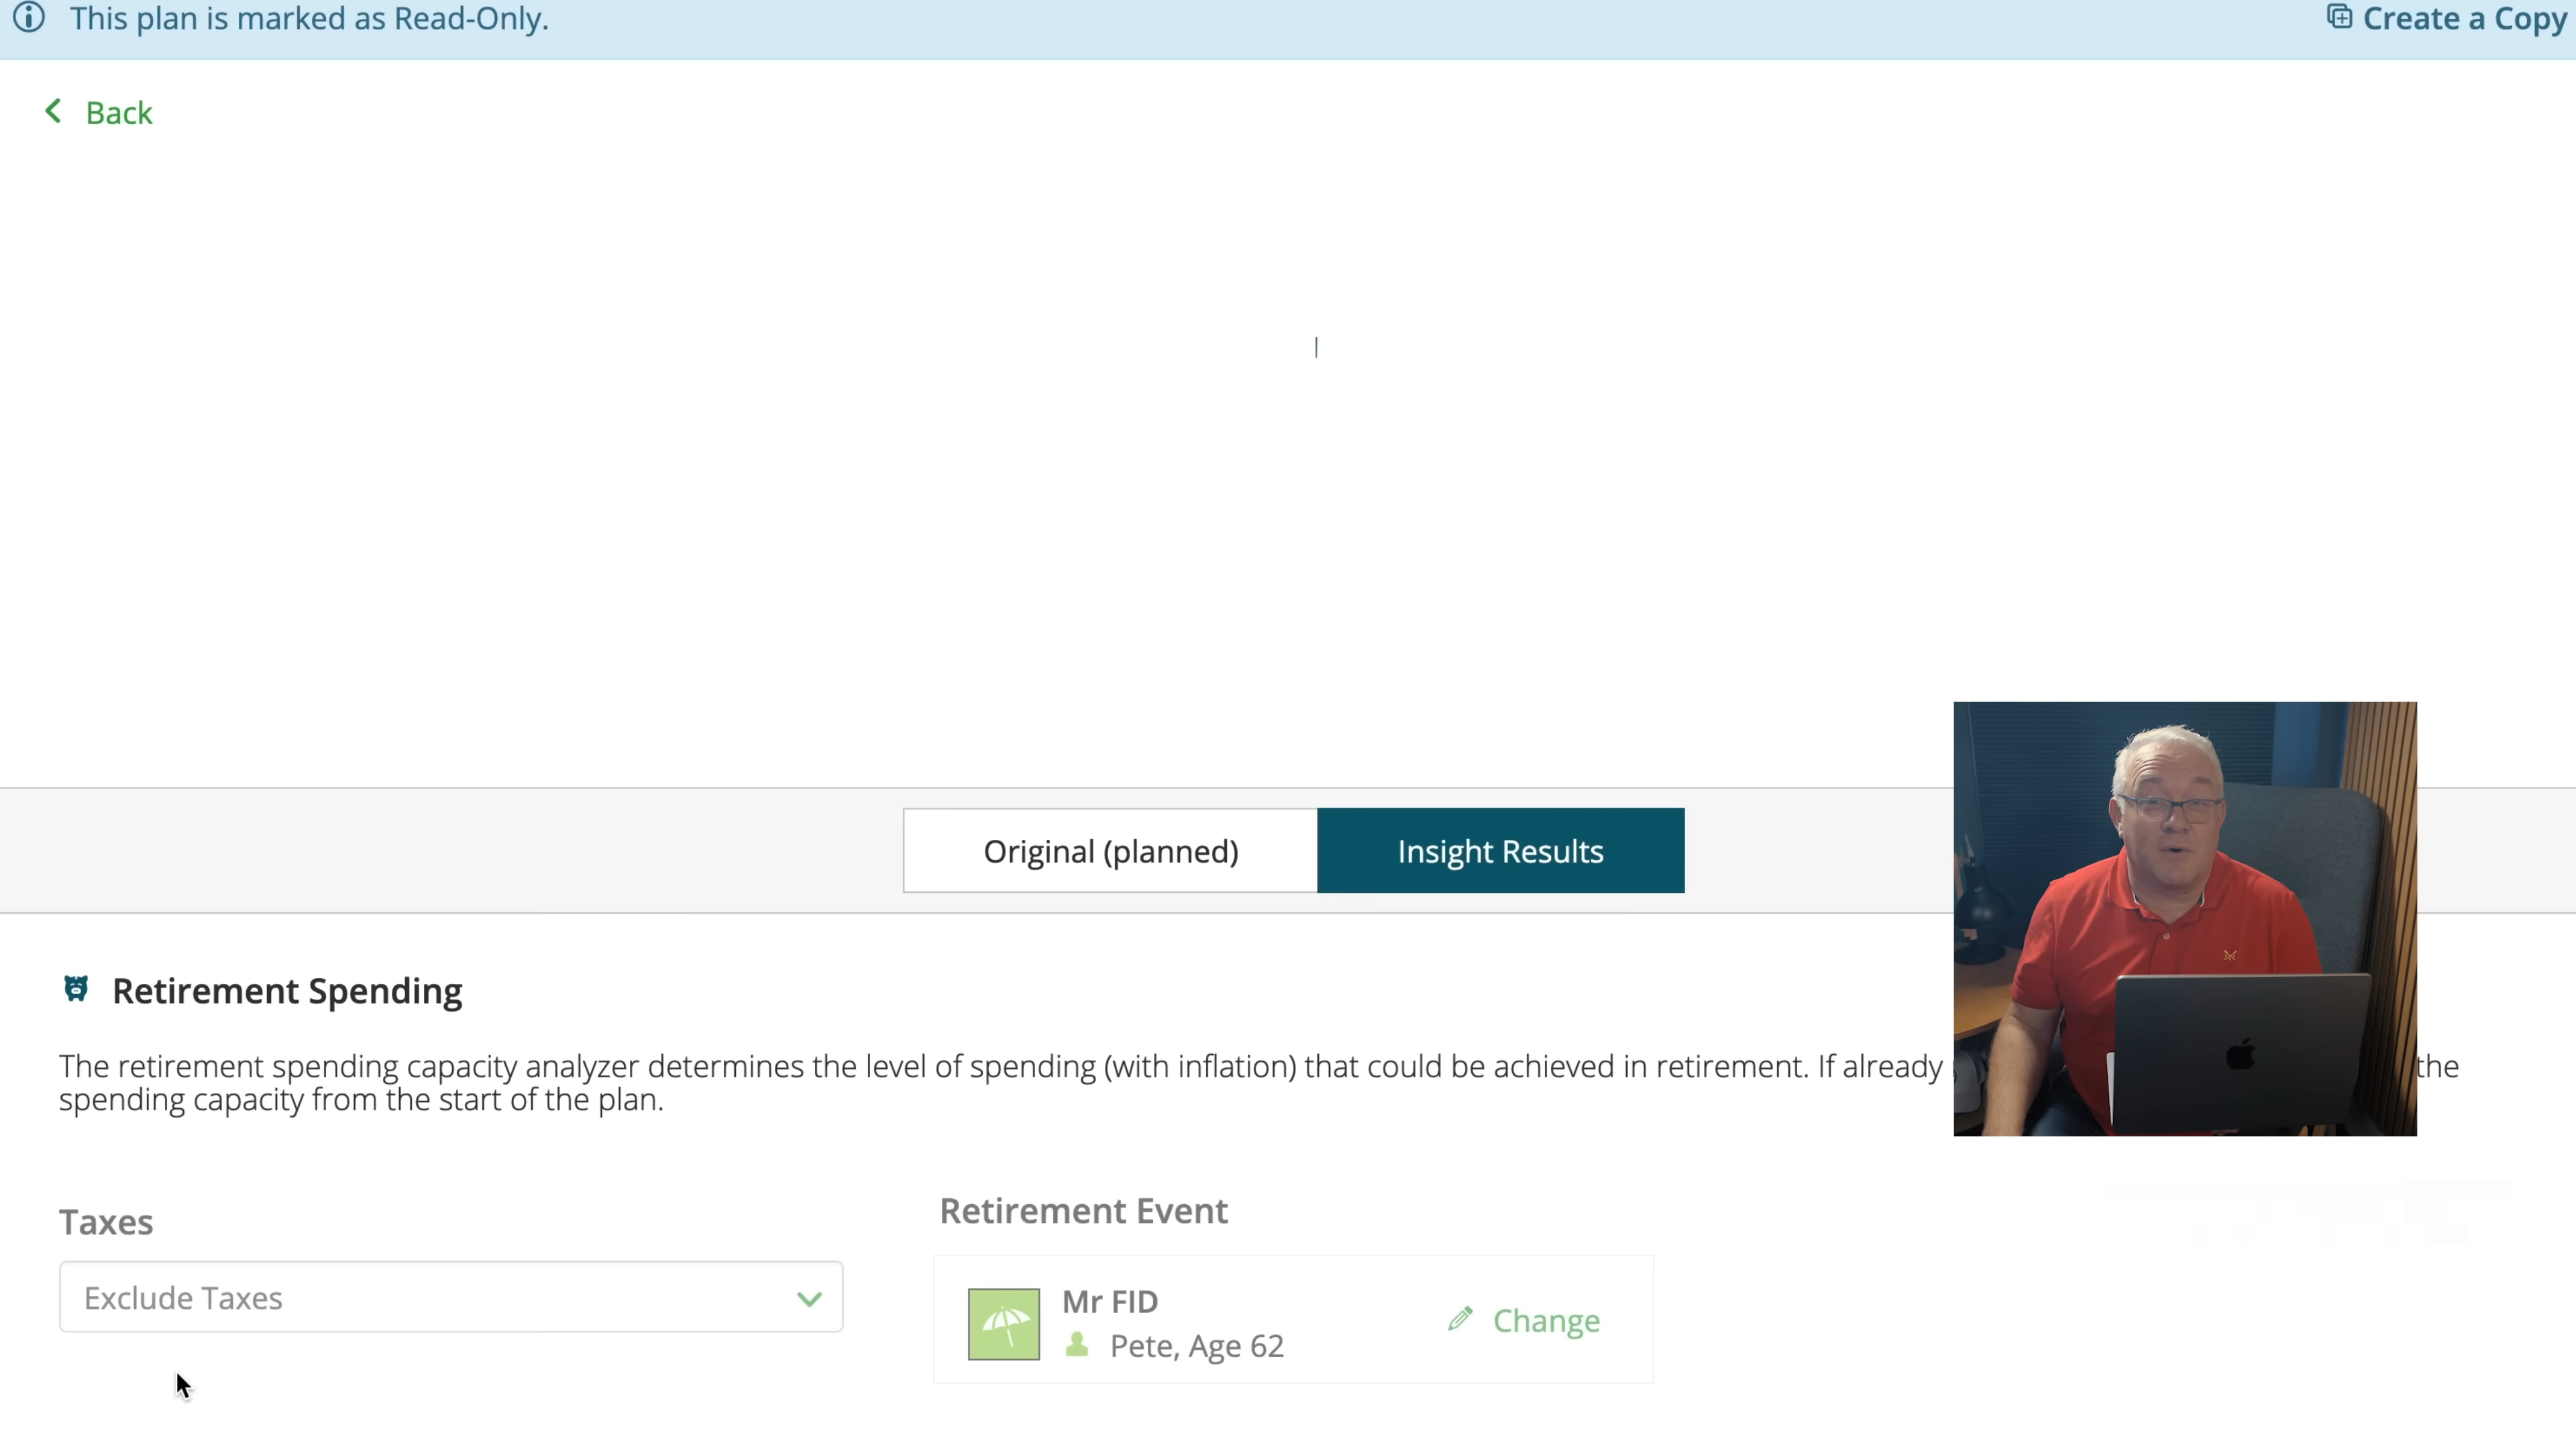 This plan is marked as Read-Only.
Create a Copy
Back
Original (planned)
Insight Results
Retirement Spending
The retirement spending capacity analyzer determines the level of spending (with inflation) that could be achieved in retirement. If already
the
spending capacity from the start of the plan.
Taxes
Retirement Event
Exclude Taxes
Mr FID
Pete, Age 62
Change